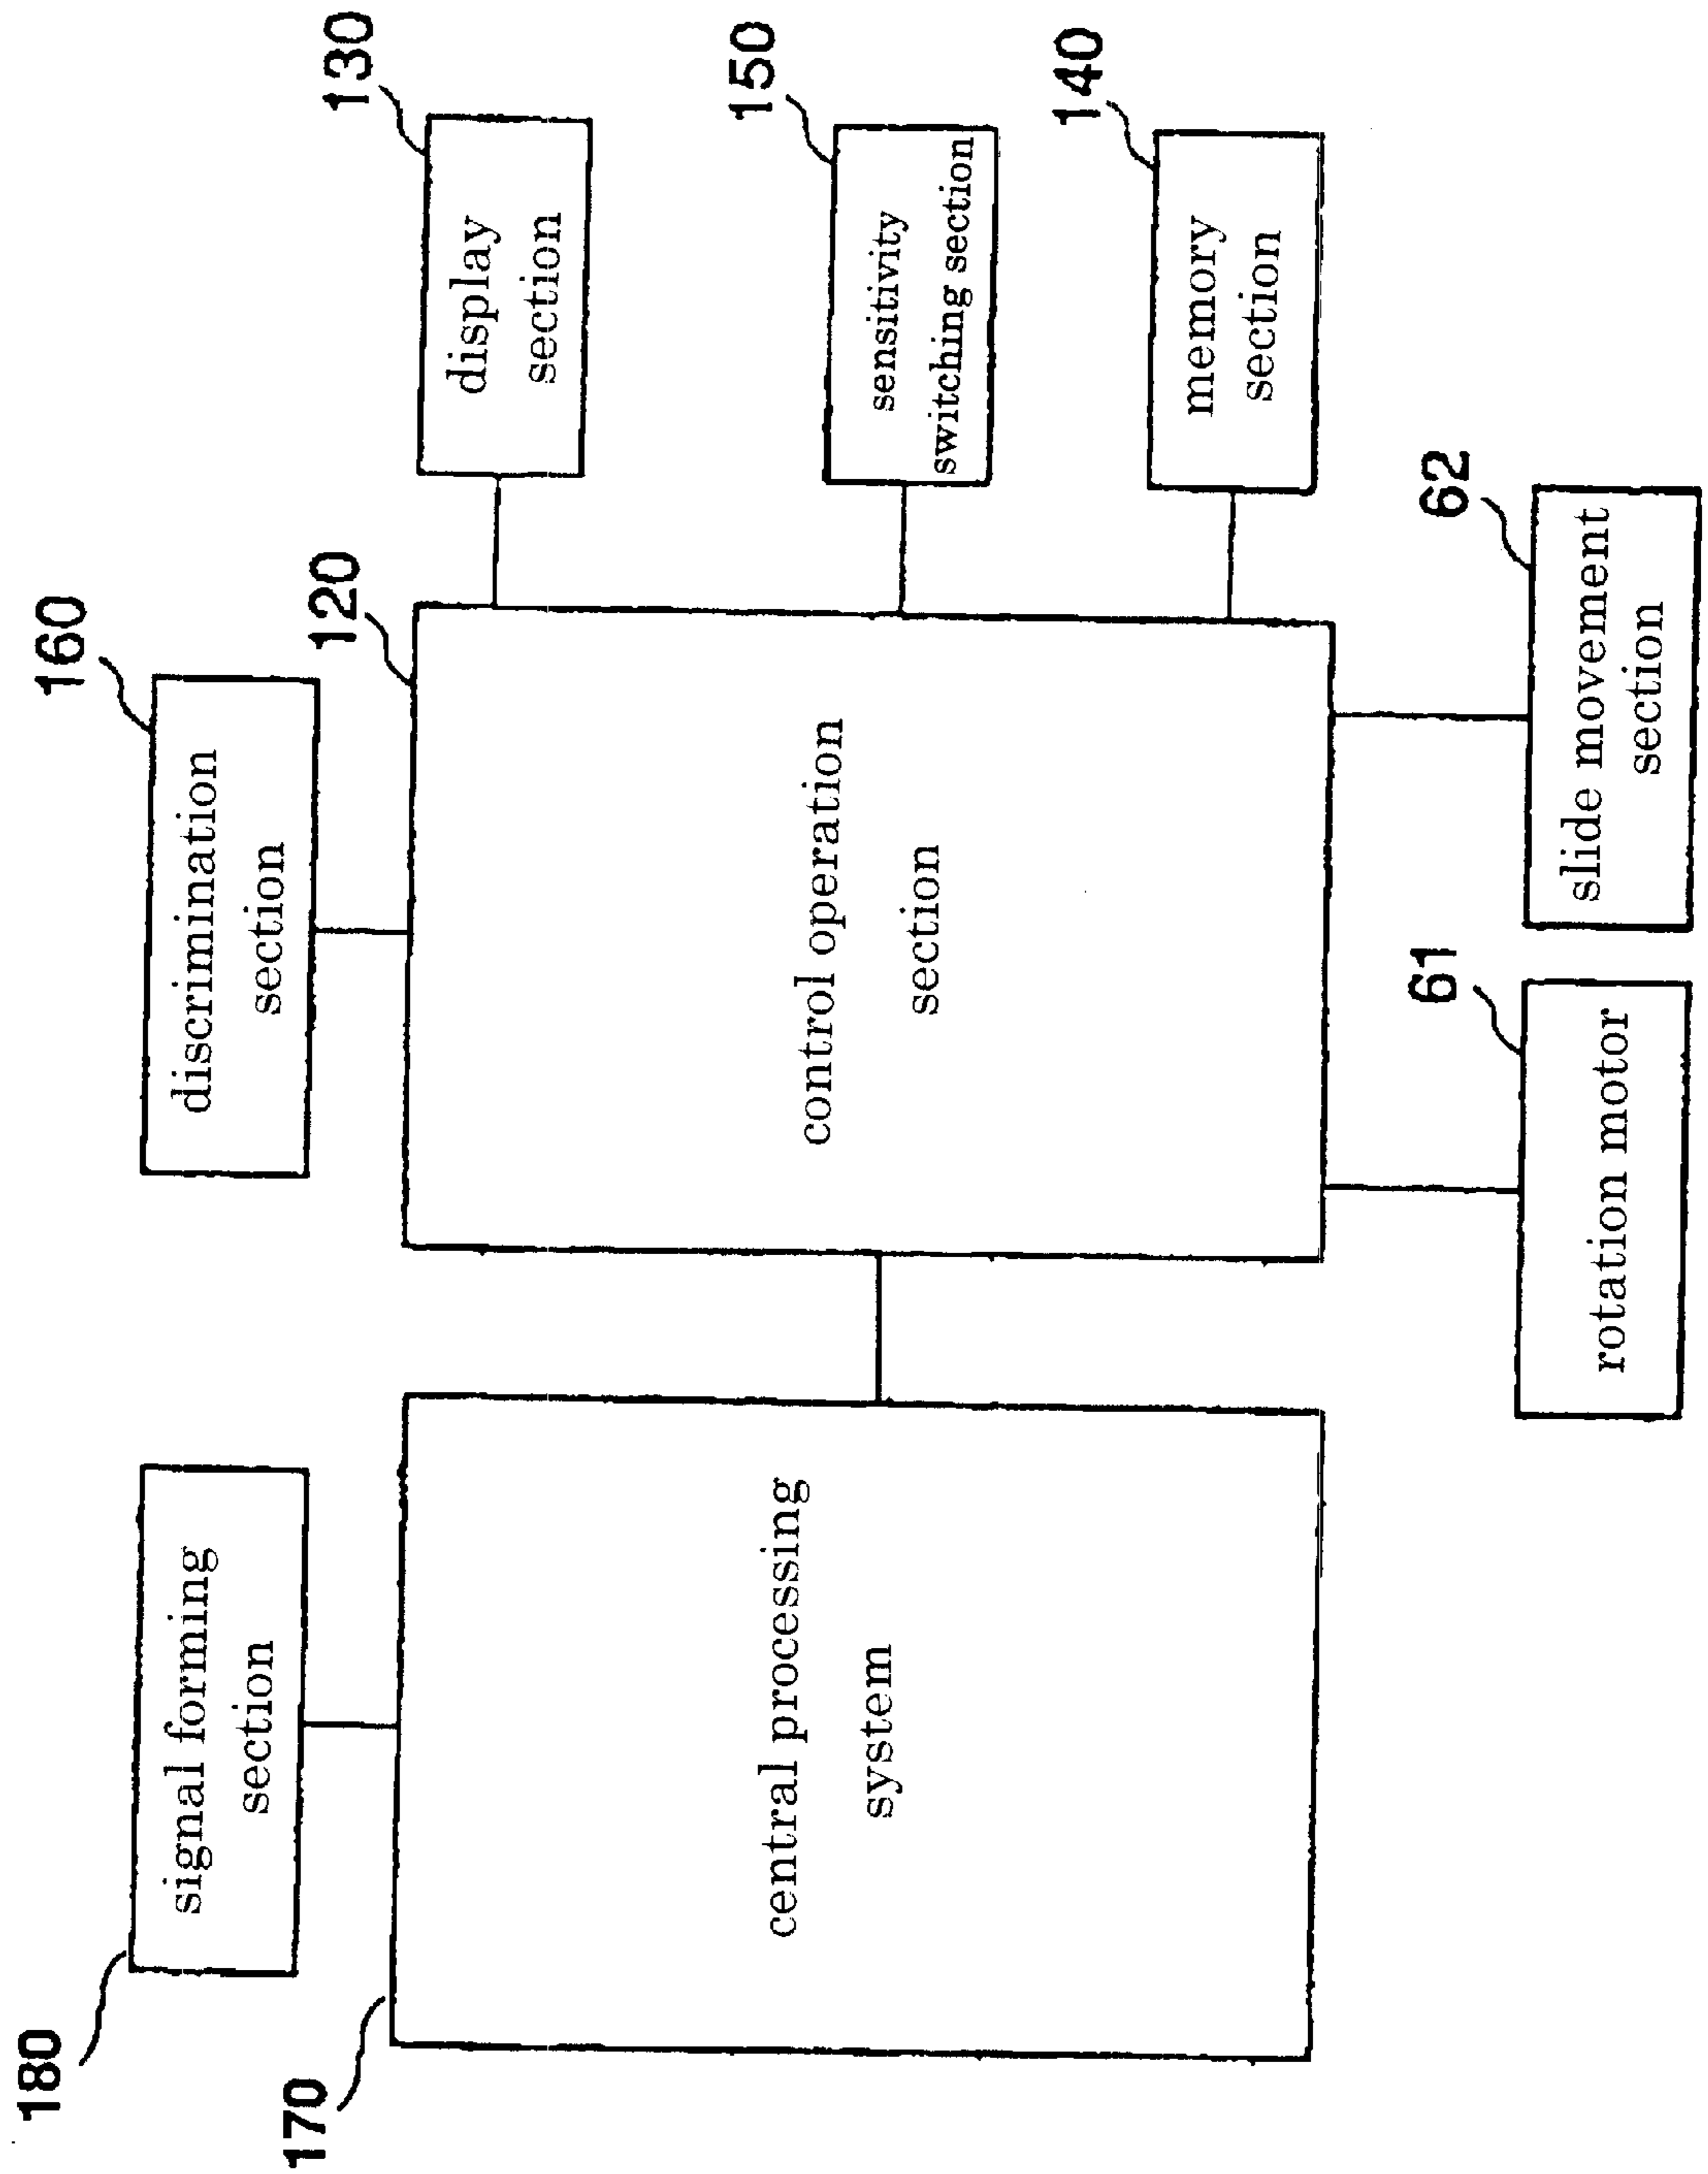 180
signal forming
section
170
central processing
system
160
discrimination
section
120
control operation
section
130
display
section
150
sensitivity
switching section
140
memory
section
61
rotation motor
62
slide movement
section